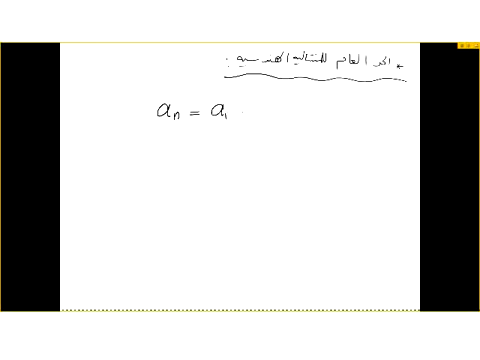 الحد العام للمتتالية الهندسية :
aₙ = a₁